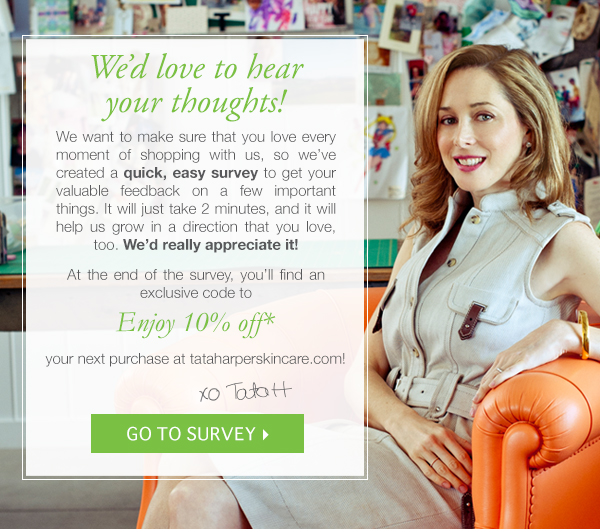 We'd love to hear
your thoughts!
We want to make sure that you love every
moment of shopping with us, so we've
created a quick, easy survey to get your
valuable feedback on a few important
things. It will just take 2 minutes, and it will
help us grow in a direction that you love,
too. We'd really appreciate it!
At the end of the survey, you'll find an
exclusive code to
Enjoy 10% off*
your next purchase at tataharperskincare.com!
xo Tata H
GO TO SURVEY